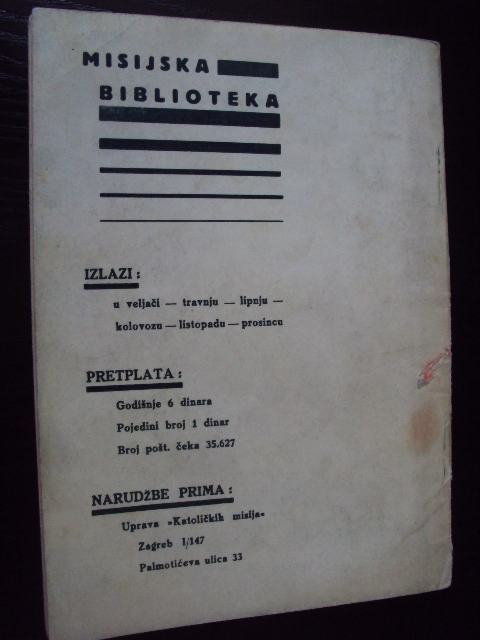 MISIJSKA
BIBLIOTEKA
IZLAZI:
u veljači — travnju — lipnju —
kolovozu — listopadu — prosincu
PRETPLATA:
Godišnje 6 dinara
Pojedini broj 1 dinar
Broj pošt. čeka 35.627
NARUDŽBE PRIMA:
Uprava »Katoličkih misija«
Zagreb I/147
Palmotićeva ulica 33